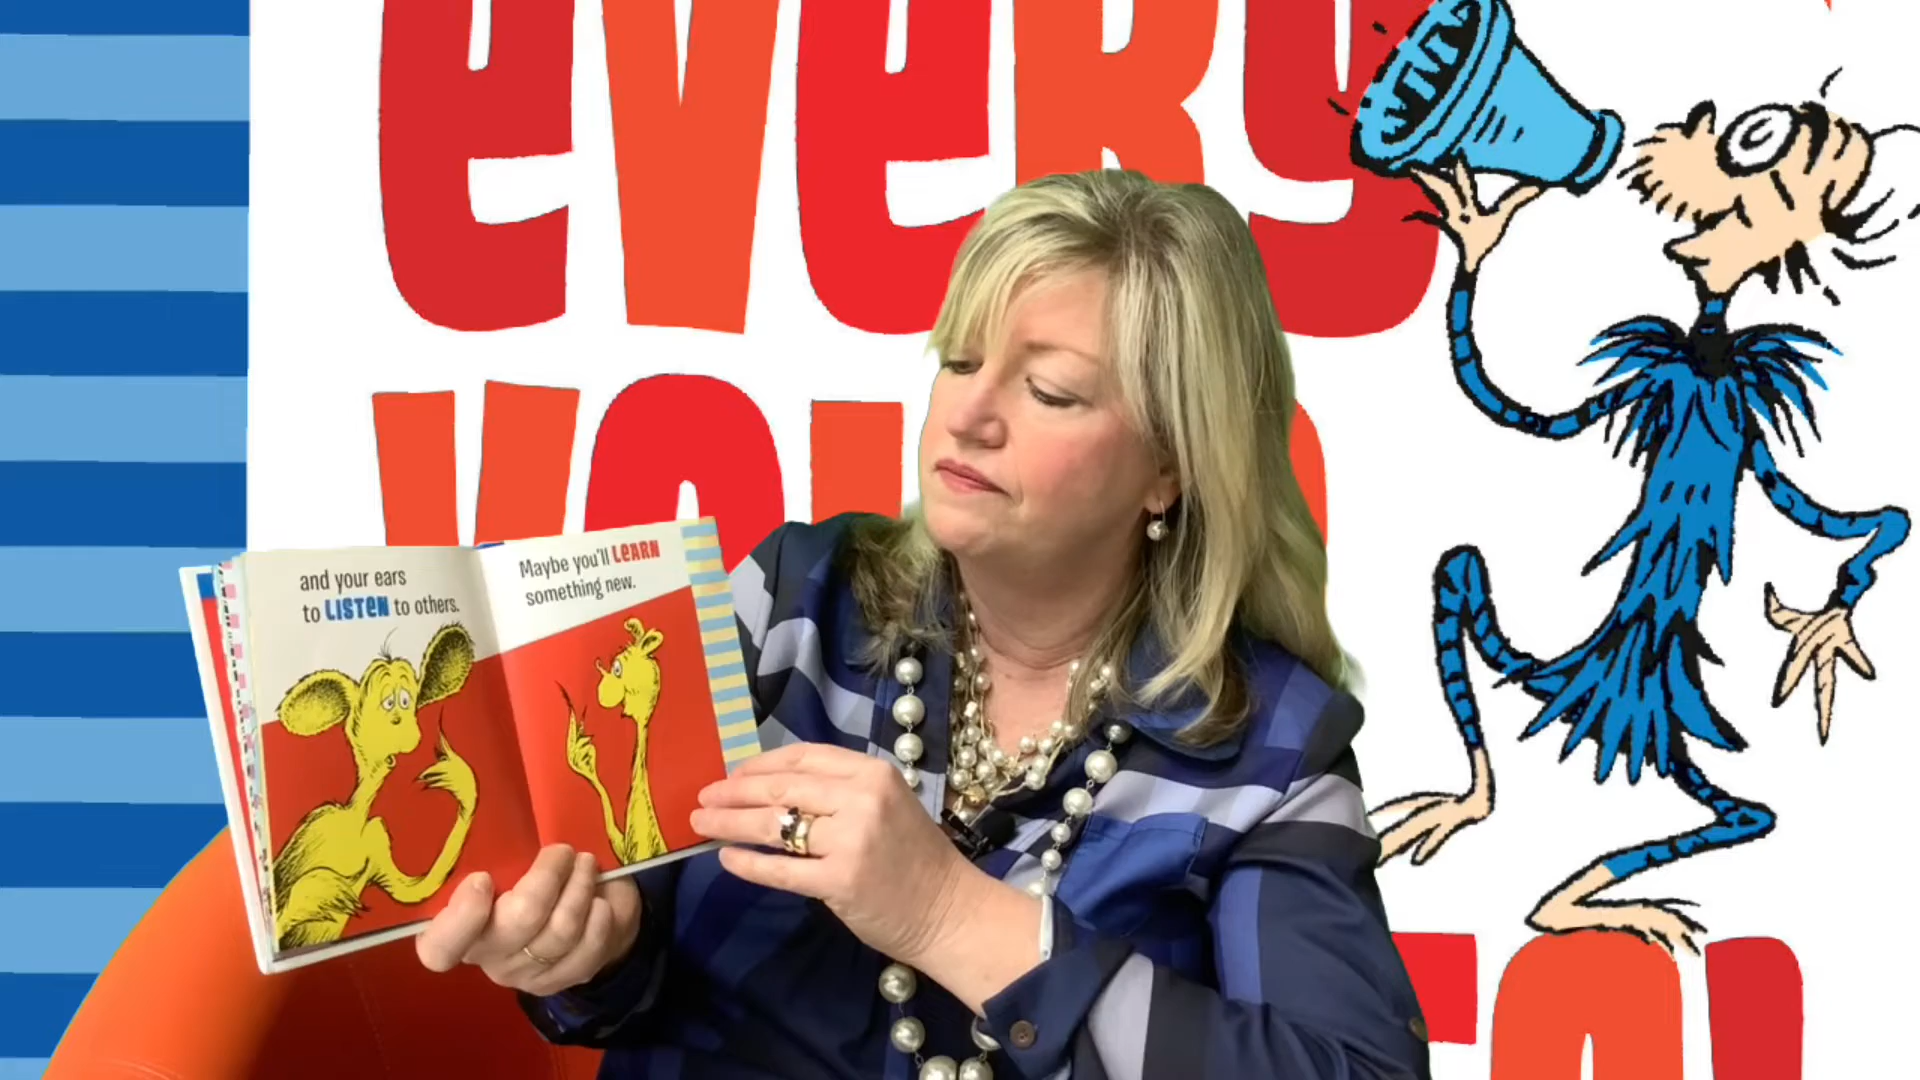 every
and your ears
to LISTEN to others.
Maybe you'll LEARN
something new.